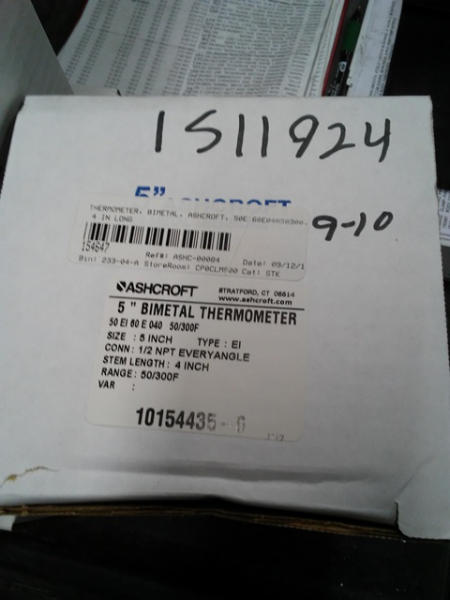 1511924
5" ASHCROFT
THERMOMETER, BIMETAL, ASHCROFT, 50E 60E040 50300,
4 IN LONG
9-10
154647
Ref#: ASHC-00004 Date: 09/12/1
Bin: 233-04-A StoreRoom: CP0CLMS20 Cat: STK
ASHCROFT STRATFORD, CT 06614
www.ashcroft.com
5 " BIMETAL THERMOMETER
50 EI 60 E 040 50/300F
SIZE : 5 INCH TYPE : EI
CONN : 1/2 NPT EVERYANGLE
STEM LENGTH : 4 INCH
RANGE : 50/300F
VAR :
10154435-